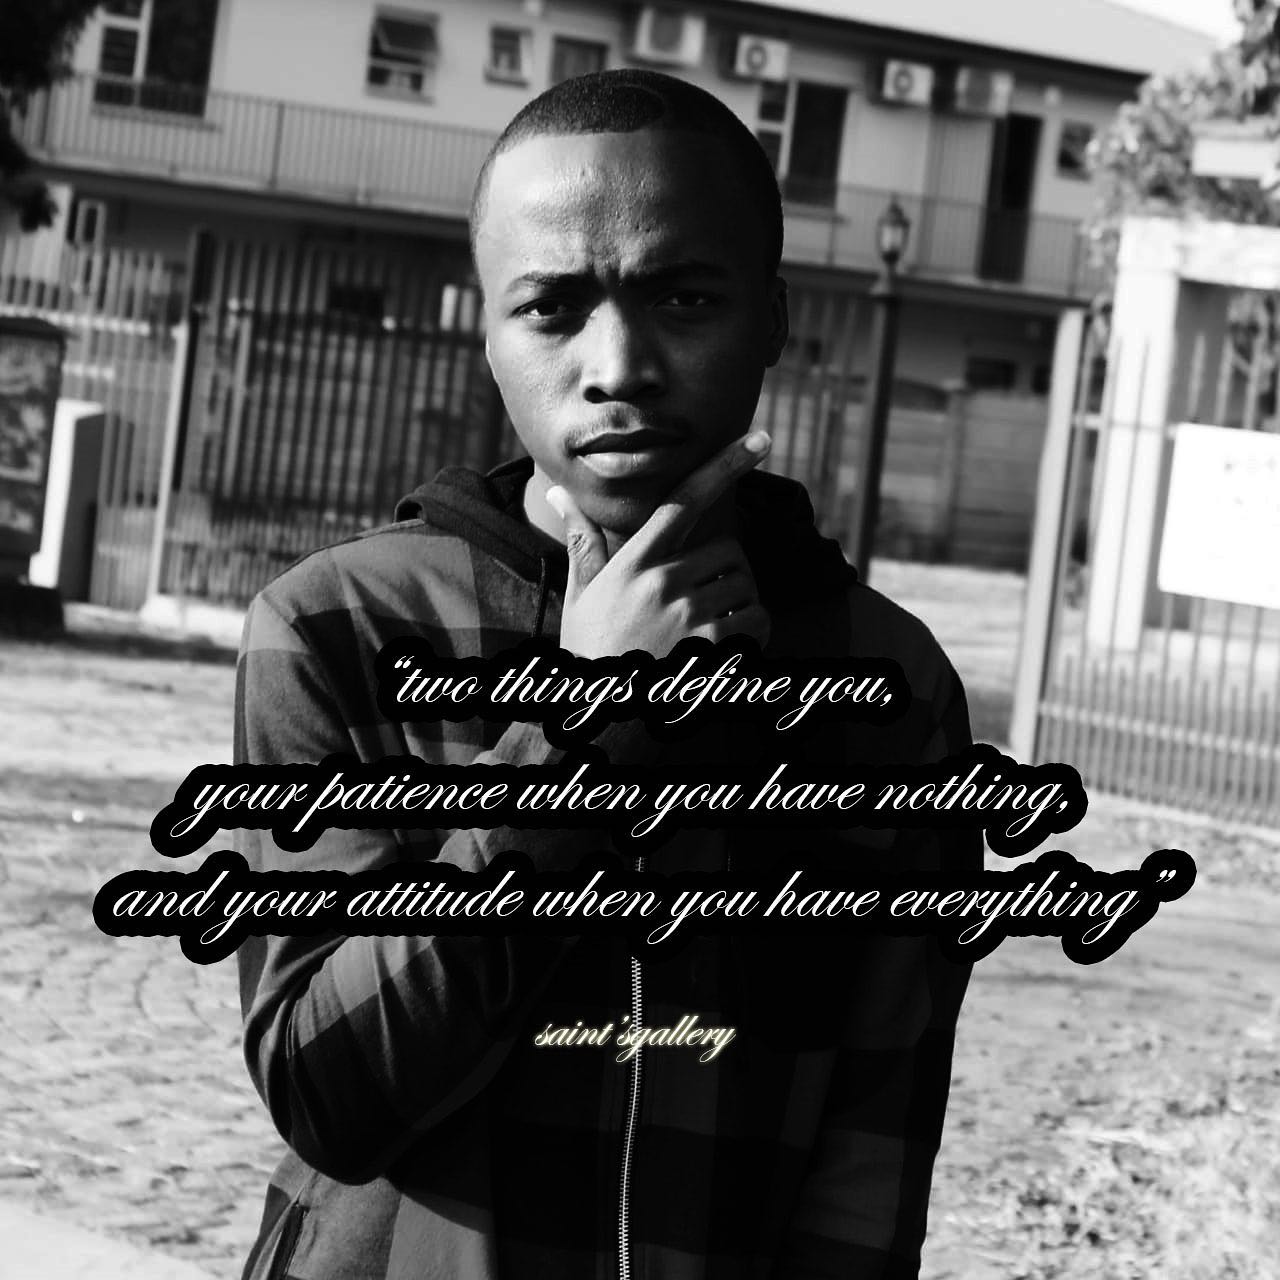 “two things define you,
your patience when you have nothing,
and your attitude when you have everything”
saint'sgallery